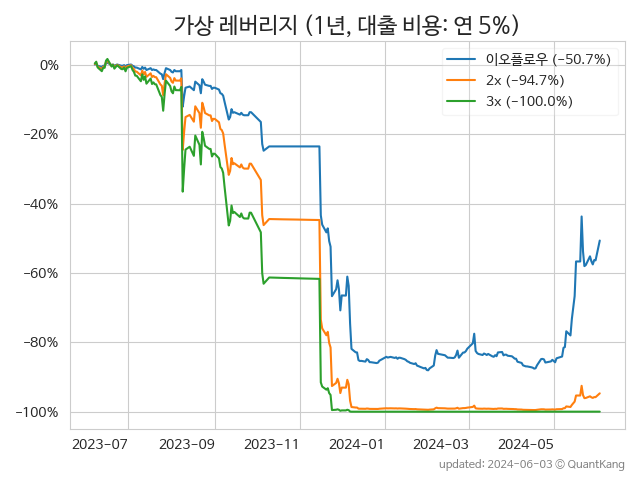 가상 레버리지 (1년, 대출 비용: 연 5%)
이오플로우 (−50.7%)
2x (−94.7%)
3x (−100.0%)
0%
−20%
−40%
−60%
−80%
−100%
2023-07 2023-09 2023-11 2024-01 2024-03 2024-05
updated: 2024-06-03 © QuantKang